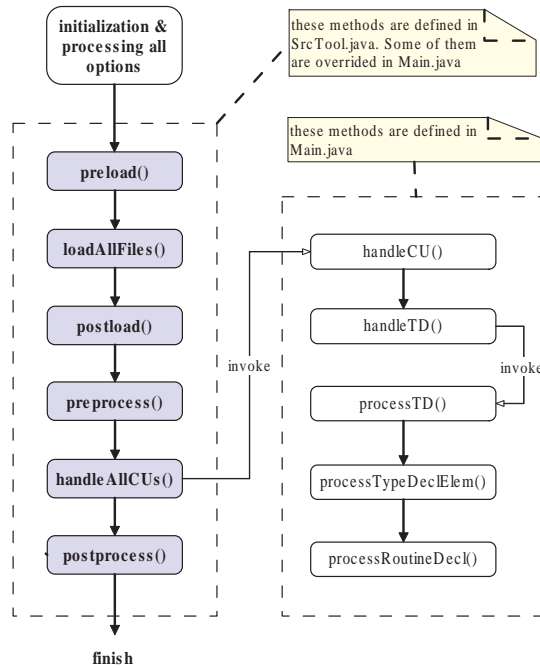 initialization &
processing all
options
these methods are defined in
SrcTool.java. Some of them
are overrided in Main.java
these methods are defined in
Main.java
preload()
loadAllFiles()
postload()
preprocess()
handleAllCUs()
postprocess()
finish
invoke
handleCU()
handleTD()
invoke
processTD()
processTypeDeclElem()
processRoutineDecl()